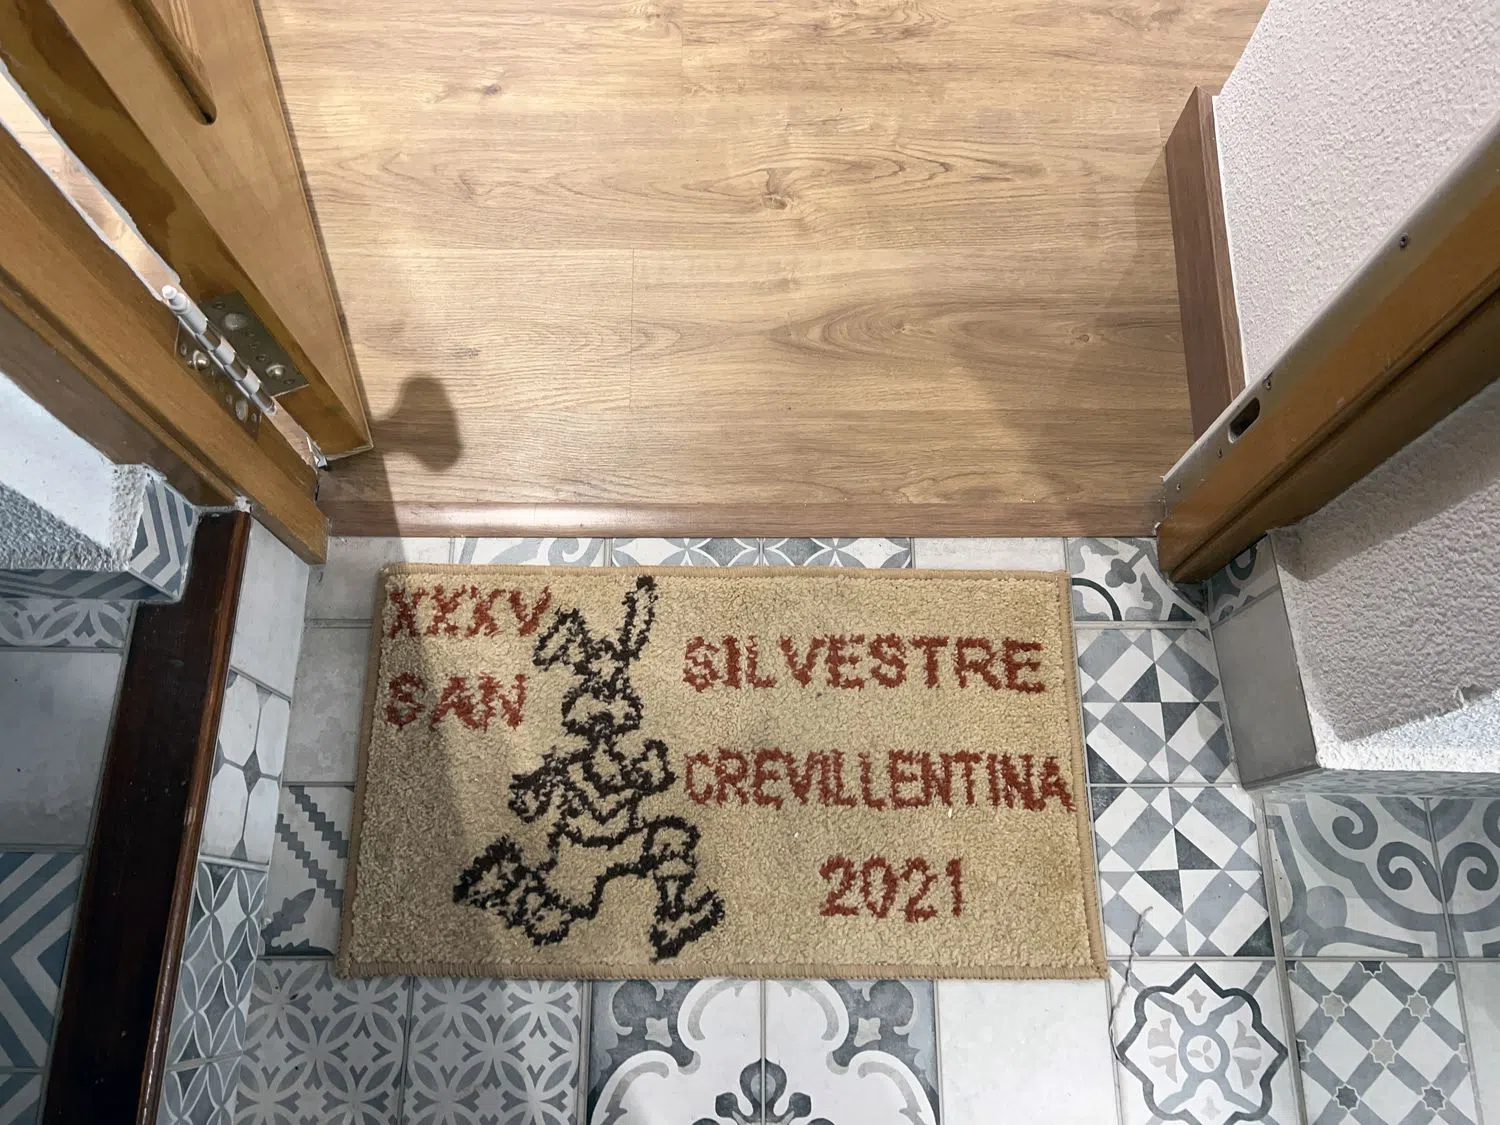 XXXV
SAN SILVESTRE
CREVILLENTINA
2021